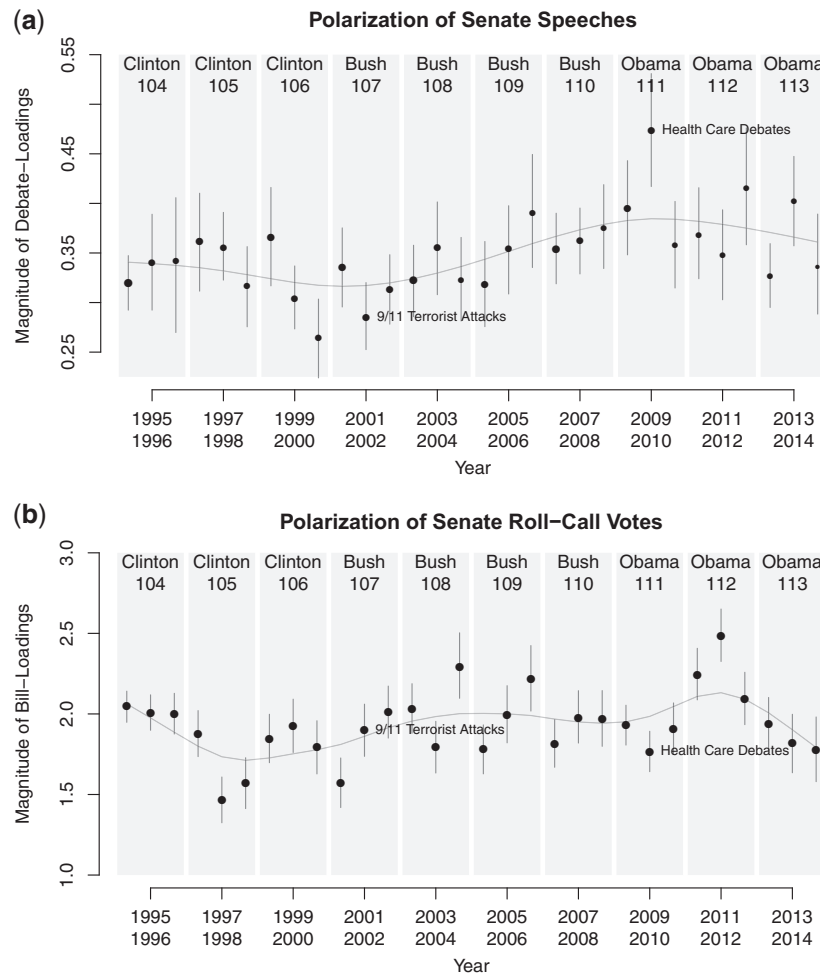 (a)
Polarization of Senate Speeches
Magnitude of Debate−Loadings
0.55
0.45
0.35
0.25
Clinton Clinton Clinton Bush Bush Bush Bush Obama Obama Obama
104 105 106 107 108 109 110 111 112 113
Health Care Debates
9/11 Terrorist Attacks
1995 1997 1999 2001 2003 2005 2007 2009 2011 2013
1996 1998 2000 2002 2004 2006 2008 2010 2012 2014
Year
(b)
Polarization of Senate Roll−Call Votes
Magnitude of Bill−Loadings
3.0
2.5
2.0
1.5
1.0
Clinton Clinton Clinton Bush Bush Bush Bush Obama Obama Obama
104 105 106 107 108 109 110 111 112 113
9/11 Terrorist Attacks
Health Care Debates
1995 1997 1999 2001 2003 2005 2007 2009 2011 2013
1996 1998 2000 2002 2004 2006 2008 2010 2012 2014
Year